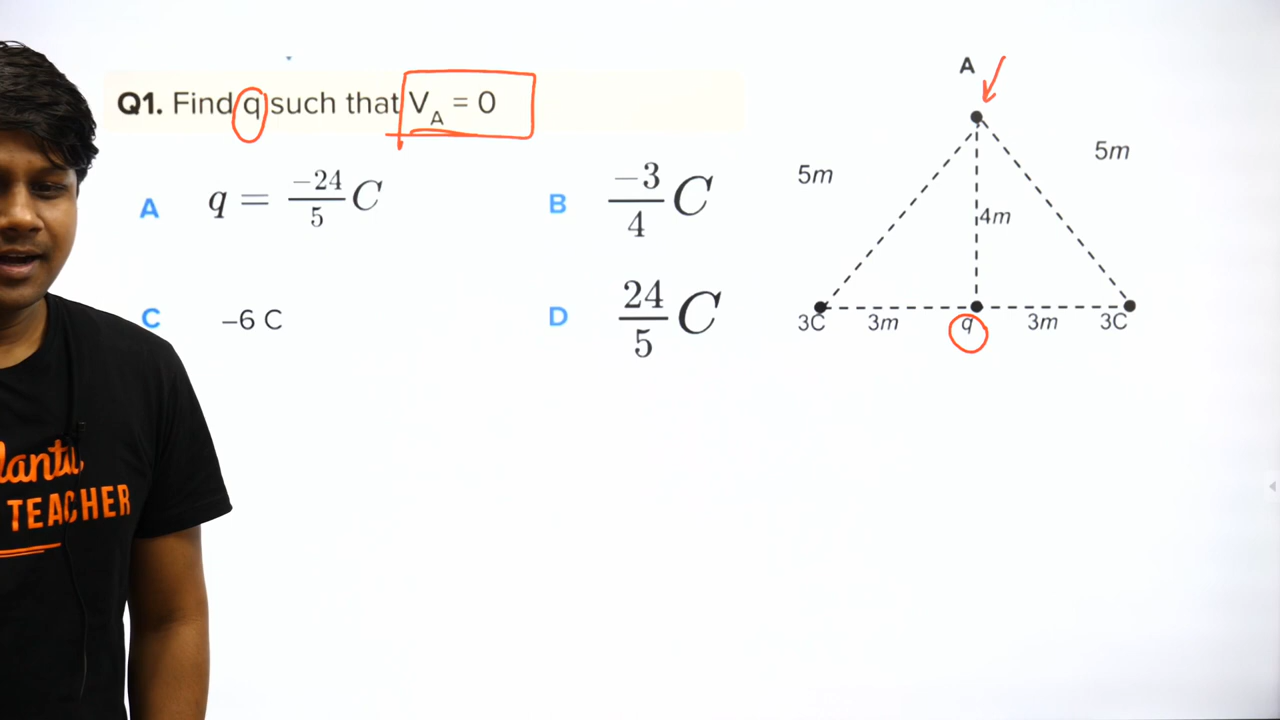 Q1. Find q such that V_A = 0
A q = -24/5 C
B -3/4 C
C –6 C
D 24/5 C
A
5m
5m
4m
3C 3m q 3m 3C
TEACHER